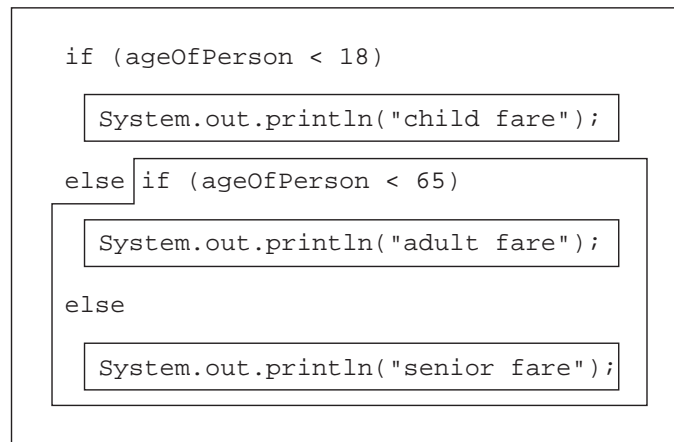 if (ageOfPerson < 18)
System.out.println("child fare");
else if (ageOfPerson < 65)
System.out.println("adult fare");
else
System.out.println("senior fare");